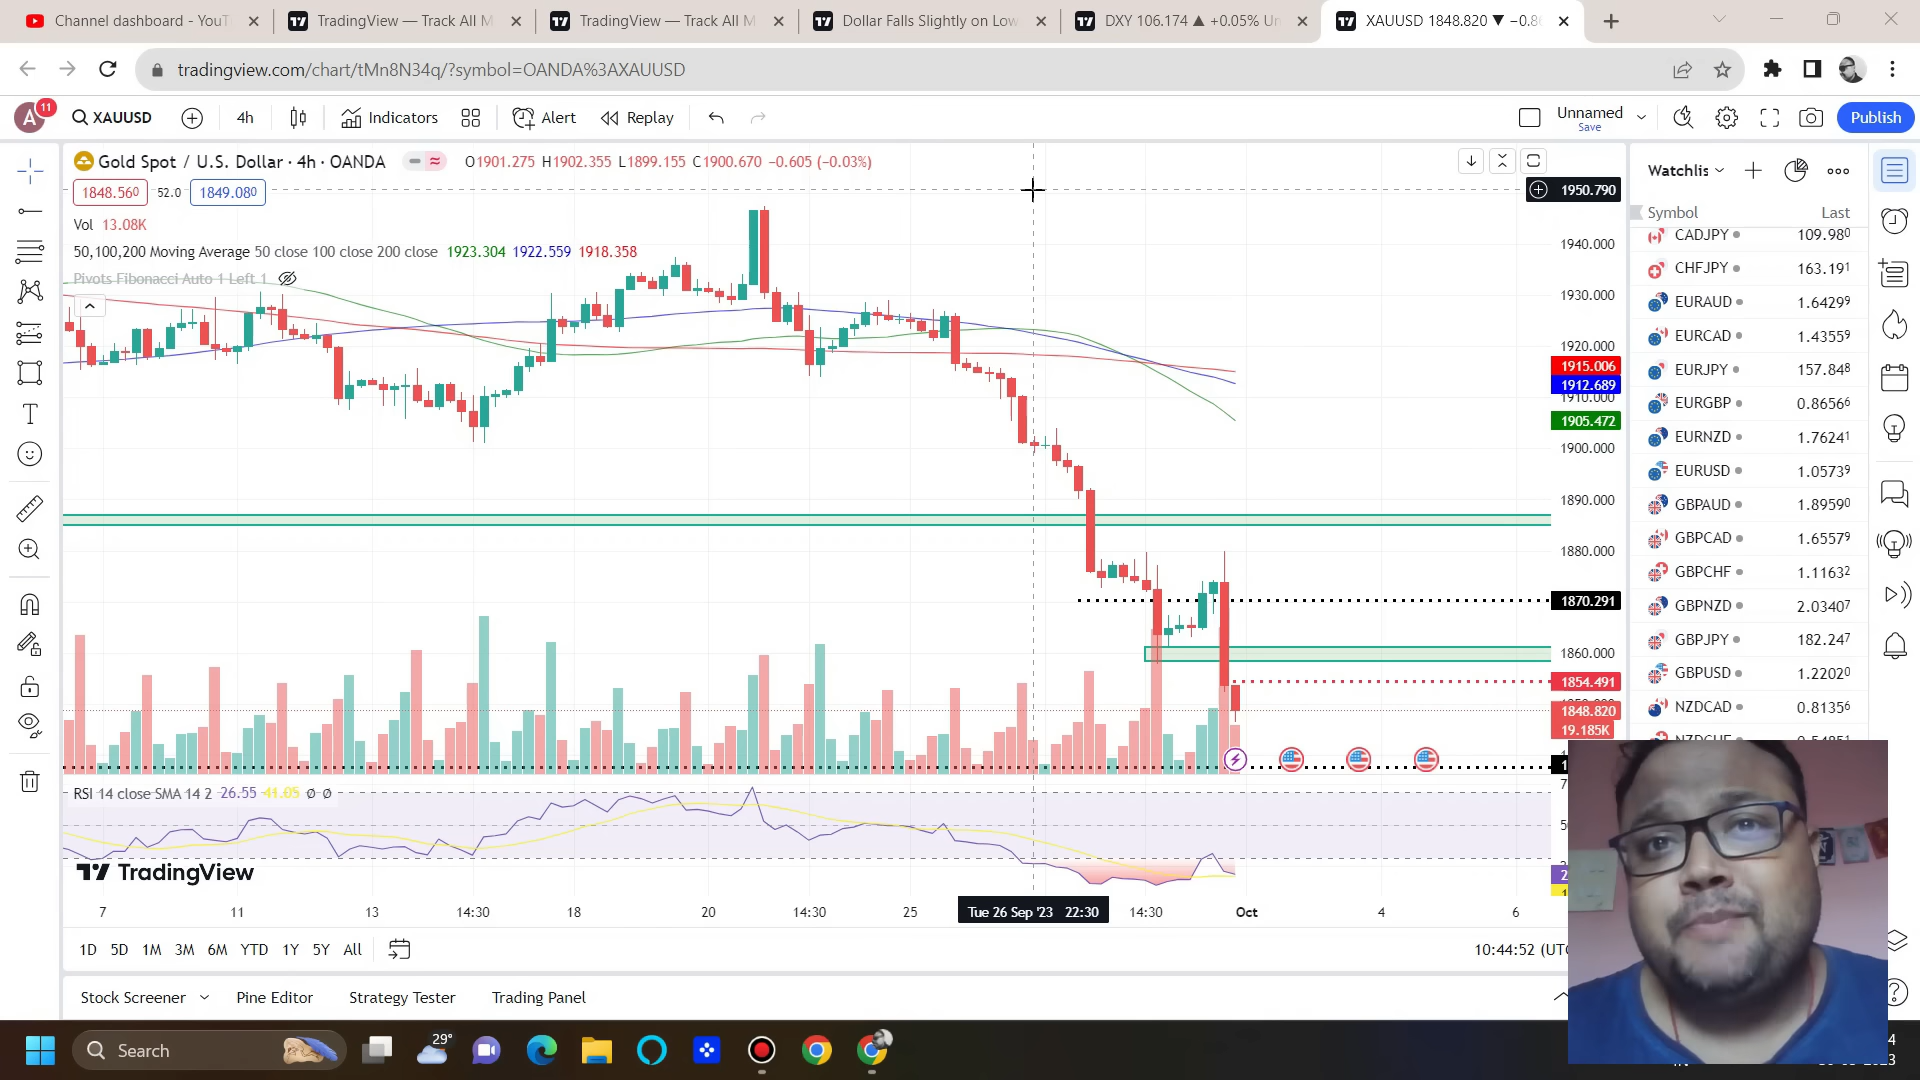 Channel dashboard - YouT
TradingView — Track All M
TradingView — Track All M
Dollar Falls Slightly on Low
DXY 106.174 ▲ +0.05% Un
XAUUSD 1848.820 ▼ −0.8
tradingview.com/chart/tMn8N34q/?symbol=OANDA%3AXAUUSD
A
11
XAUUSD
4h
Indicators
Alert
Replay
Unnamed
Save
Publish
Gold Spot / U.S. Dollar · 4h · OANDA
O1901.275 H1902.355 L1899.155 C1900.670 −0.605 (−0.03%)
1848.560
52.0
1849.080
Vol 13.08K
50,100,200 Moving Average 50 close 100 close 200 close 1923.304 1922.559 1918.358
Pivots Fibonacci Auto 1 Left 1
1950.790
1940.000
1930.000
1920.000
1915.006
1912.689
1910.000
1905.472
1900.000
1890.000
1880.000
1870.291
1860.000
1854.491
1848.820
19.185K
RSI 14 close SMA 14 2 26.55 41.05 ø ø
TradingView
7
11
13
14:30
18
20
14:30
25
Tue 26 Sep '23 22:30
14:30
Oct
4
6
1D 5D 1M 3M 6M YTD 1Y 5Y All
10:44:52 (UTC
Stock Screener
Pine Editor
Strategy Tester
Trading Panel
Watchlis
Symbol Last
CADJPY 109.980
CHFJPY 163.191
EURAUD 1.64299
EURCAD 1.43559
EURJPY 157.848
EURGBP 0.86566
EURNZD 1.76241
EURUSD 1.05739
GBPAUD 1.89590
GBPCAD 1.65579
GBPCHF 1.11632
GBPNZD 2.03407
GBPJPY 182.247
GBPUSD 1.22020
NZDCAD 0.81356
Search
29°